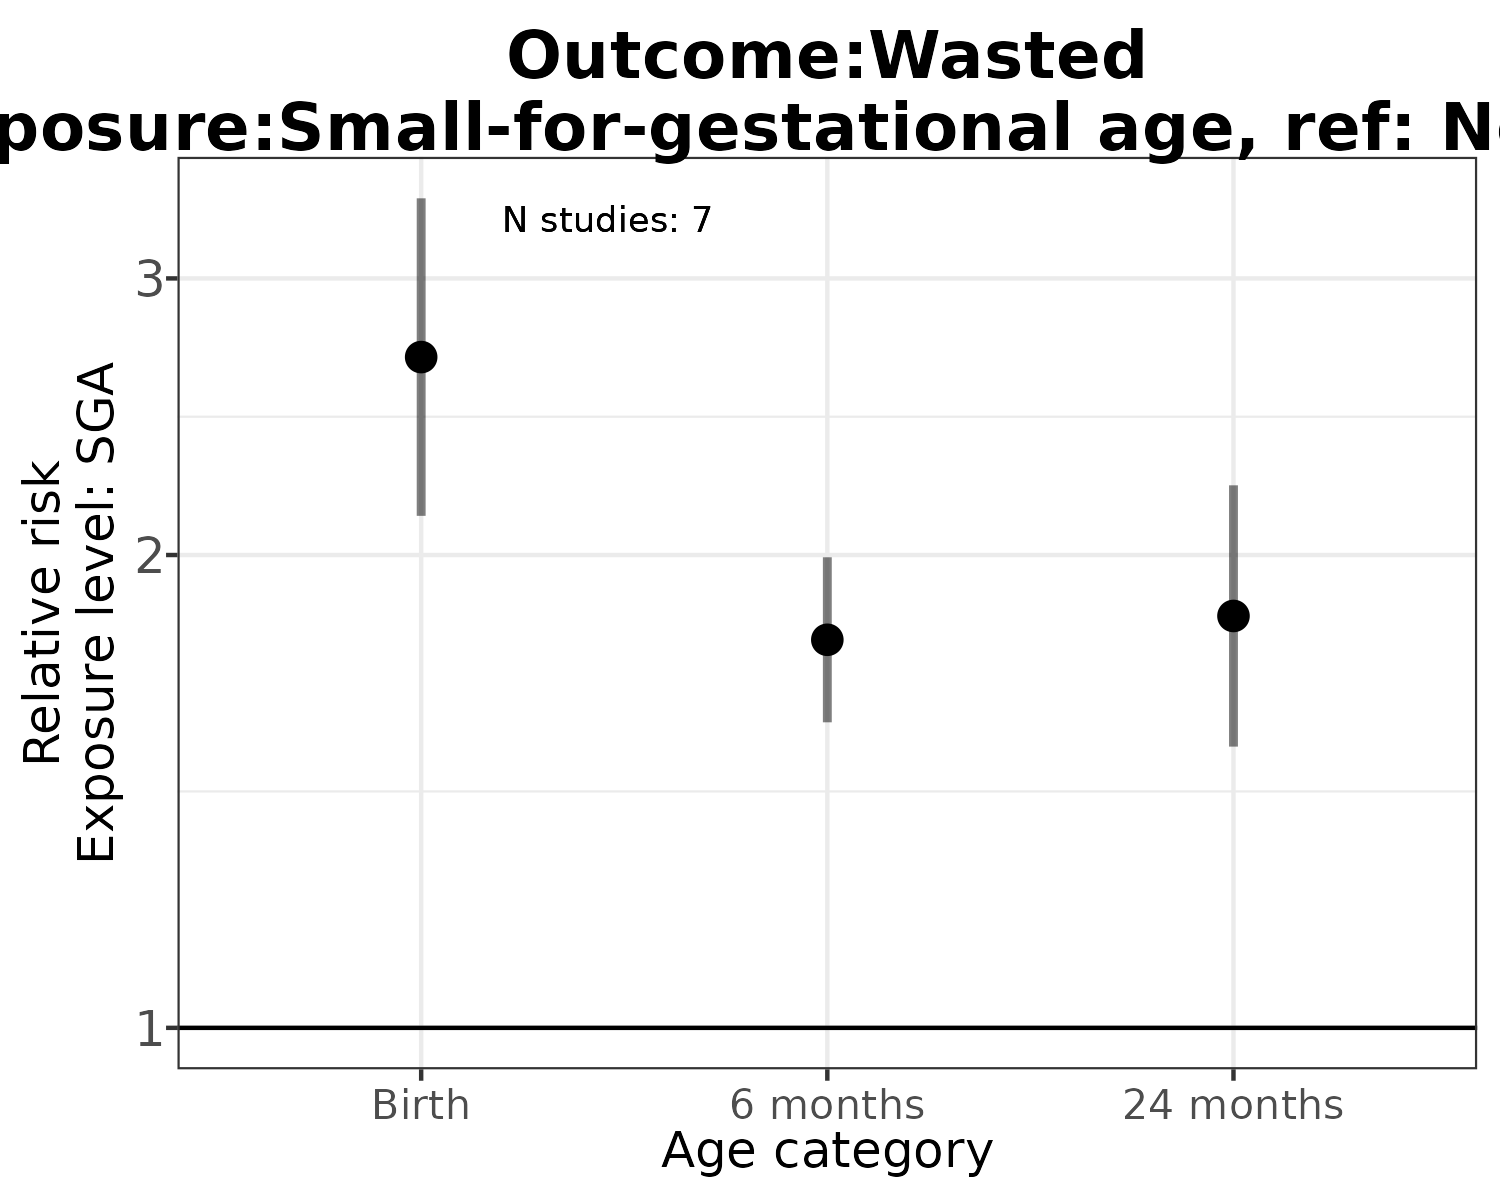 Outcome:Wasted
posure:Small-for-gestational age, ref: N
N studies: 7
3
2
1
Relative risk
Exposure level: SGA
Birth
6 months
24 months
Age category